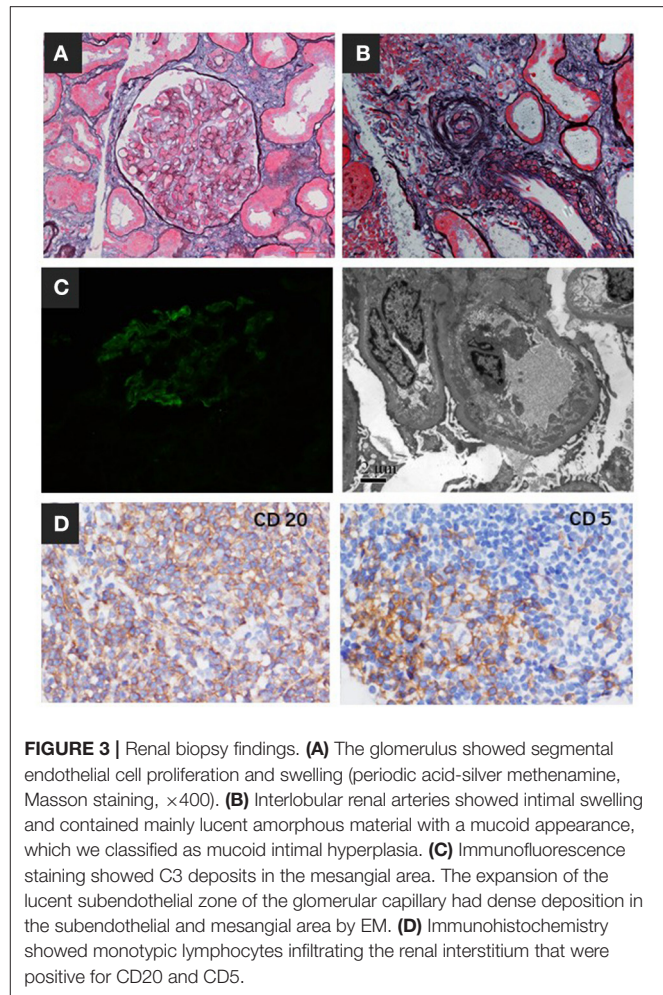 A
B
C
2 μm
D
CD 20
CD 5
FIGURE 3 | Renal biopsy findings. (A) The glomerulus showed segmental
endothelial cell proliferation and swelling (periodic acid-silver methenamine,
Masson staining, ×400). (B) Interlobular renal arteries showed intimal swelling
and contained mainly lucent amorphous material with a mucoid appearance,
which we classified as mucoid intimal hyperplasia. (C) Immunofluorescence
staining showed C3 deposits in the mesangial area. The expansion of the
lucent subendothelial zone of the glomerular capillary had dense deposition in
the subendothelial and mesangial area by EM. (D) Immunohistochemistry
showed monotypic lymphocytes infiltrating the renal interstitium that were
positive for CD20 and CD5.